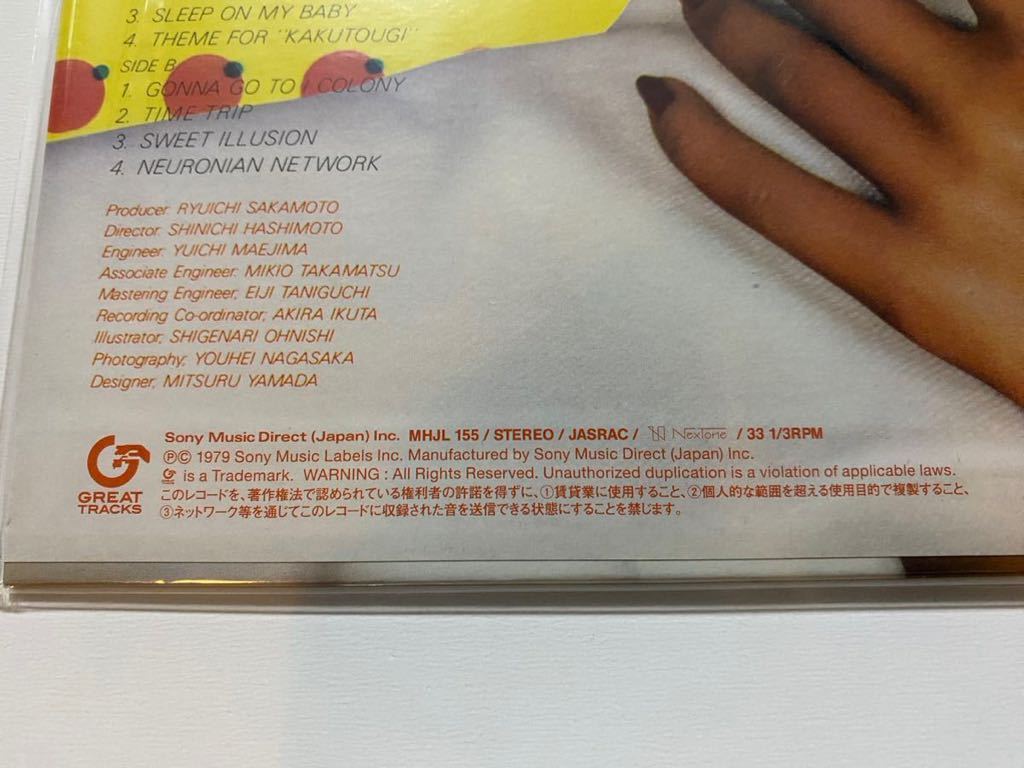 3. SLEEP ON MY BABY
4. THEME FOR "KAKUTOUGI"
SIDE B
1. GONNA GO TO I COLONY
2. TIME TRIP
3. SWEET ILLUSION
4. NEURONIAN NETWORK
Producer: RYUICHI SAKAMOTO
Director: SHINICHI HASHIMOTO
Engineer: YUICHI MAEJIMA
Associate Engineer: MIKIO TAKAMATSU
Mastering Engineer: EIJI TANIGUCHI
Recording Co-ordinator: AKIRA IKUTA
Illustrator: SHIGENARI OHNISHI
Photography: YOUHEI NAGASAKA
Designer: MITSURU YAMADA
Sony Music Direct (Japan) Inc. MHJL 155 / STEREO / JASRAC / NexTone / 33 1/3RPM
Ⓟ© 1979 Sony Music Labels Inc. Manufactured by Sony Music Direct (Japan) Inc.
is a Trademark. WARNING : All Rights Reserved. Unauthorized duplication is a violation of applicable laws.
このレコードを、著作権法で認められている権利者の許諾を得ずに、①賃貸業に使用すること、②個人的な範囲を超える使用目的で複製すること、
③ネットワーク等を通じてこのレコードに収録された音を送信できる状態にすることを禁じます。
GREAT
TRACKS